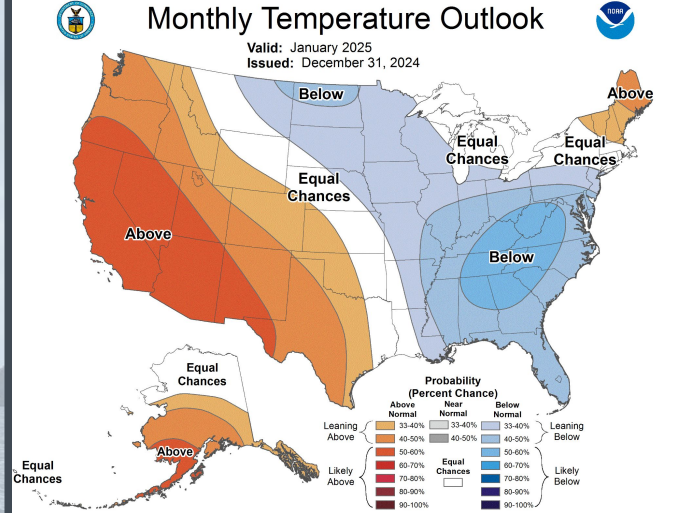 Monthly Temperature Outlook
NOAA
Valid: January 2025
Issued: December 31, 2024
Below
Above
Equal
Chances
Equal
Chances
Equal
Chances
Above
Below
Equal
Chances
Above
Equal
Chances
Probability
(Percent Chance)
Above
Normal
Near
Normal
Below
Normal
Leaning
Above
33-40%
33-40%
33-40%
Leaning
Below
40-50%
40-50%
40-50%
Likely
Above
50-60%
Equal
Chances
50-60%
Likely
Below
60-70%
60-70%
70-80%
70-80%
80-90%
80-90%
90-100%
90-100%